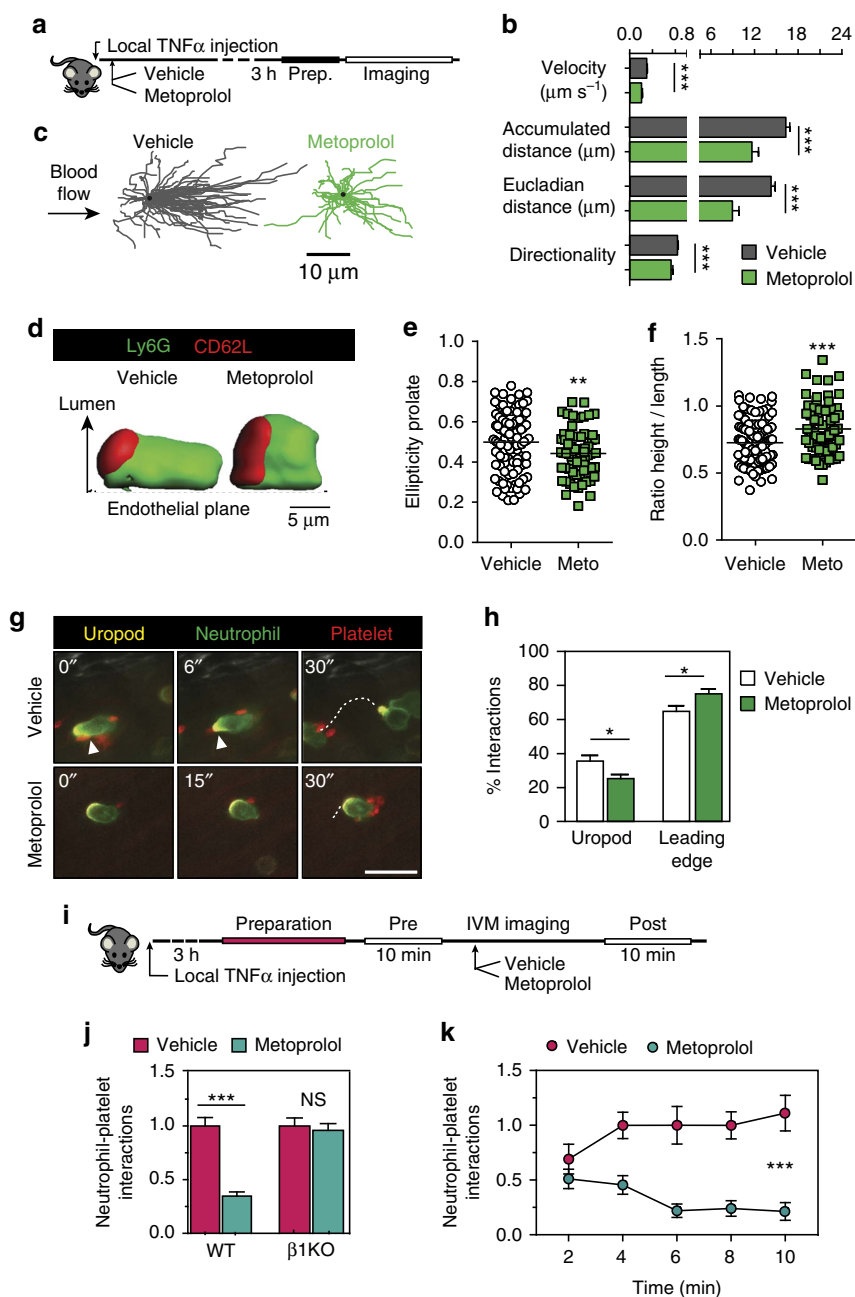 a
Local TNFα injection
Vehicle
Metoprolol
3 h
Prep.
Imaging
b
0.0 0.8 6 12 18 24
Velocity
(μm s⁻¹)
***
Accumulated
distance (μm)
***
Eucladian
distance (μm)
***
Directionality
***
Vehicle
Metoprolol
c
Vehicle
Metoprolol
Blood
flow
10 μm
d
Ly6G CD62L
Vehicle Metoprolol
Lumen
Endothelial plane
5 μm
e
Ellipticity prolate
1.0
0.8
0.6
0.4
0.2
0.0
**
Vehicle Meto
f
Ratio height / length
1.5
1.0
0.5
0.0
***
Vehicle Meto
g
Uropod Neutrophil Platelet
Vehicle
0″ 6″ 30″
Metoprolol
0″ 15″ 30″
h
% Interactions
100
80
60
40
20
0
*
*
Vehicle
Metoprolol
Uropod
Leading
edge
i
Preparation
Pre
IVM imaging
Post
3 h
10 min
10 min
Local TNFα injection
Vehicle
Metoprolol
j
Vehicle Metoprolol
Neutrophil-platelet
interactions
1.5
1.0
0.5
0.0
***
NS
WT β1KO
k
Vehicle Metoprolol
Neutrophil-platelet
interactions
1.5
1.0
0.5
0.0
***
2 4 6 8 10
Time (min)